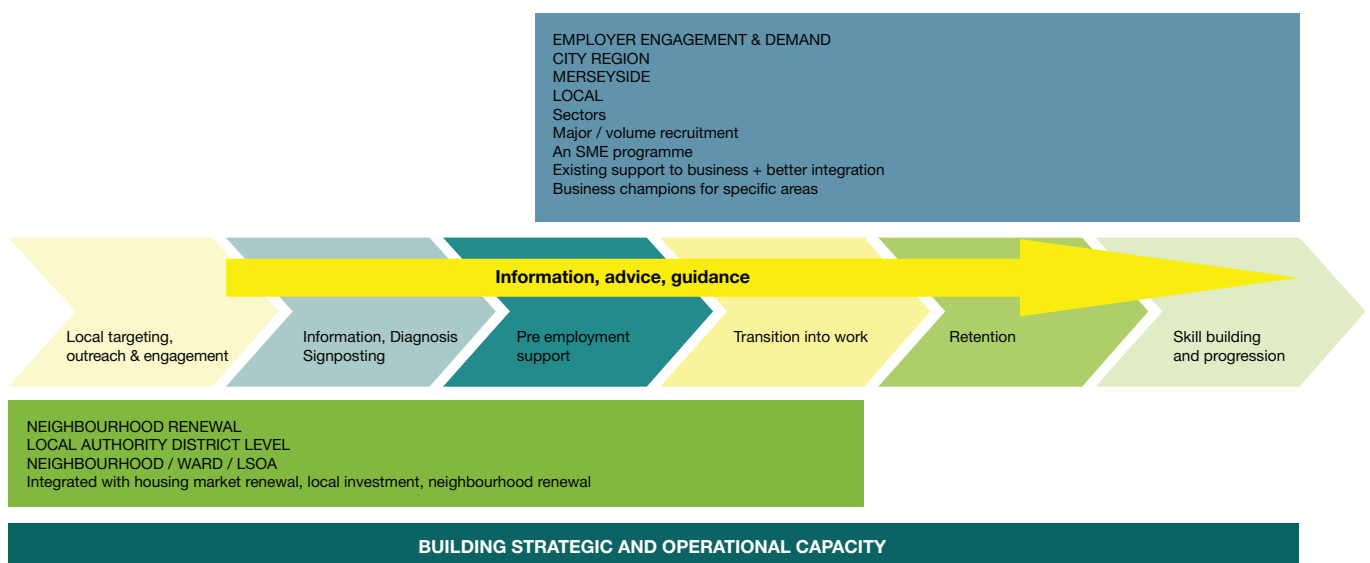 EMPLOYER ENGAGEMENT & DEMAND
CITY REGION
MERSEYSIDE
LOCAL
Sectors
Major / volume recruitment
An SME programme
Existing support to business + better integration
Business champions for specific areas
Information, advice, guidance
Local targeting,
outreach & engagement
Information, Diagnosis
Signposting
Pre employment
support
Transition into work
Retention
Skill building
and progression
NEIGHBOURHOOD RENEWAL
LOCAL AUTHORITY DISTRICT LEVEL
NEIGHBOURHOOD / WARD / LSOA
Integrated with housing market renewal, local investment, neighbourhood renewal
BUILDING STRATEGIC AND OPERATIONAL CAPACITY